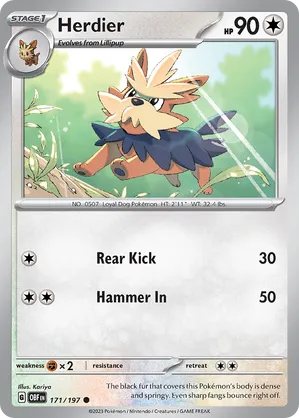 STAGE 1 Herdier HP 90
Evolves from Lillipup
NO. 0507 Loyal Dog Pokémon HT: 2'11" WT: 32.4 lbs.
Rear Kick 30
Hammer In 50
weakness ×2 resistance retreat
Illus. Kariya
The black fur that covers this Pokémon's body is dense
and solid. Even sharp fangs bounce right off.
G OBF EN 171/197
©2023 Pokémon / Nintendo / Creatures / GAME FREAK